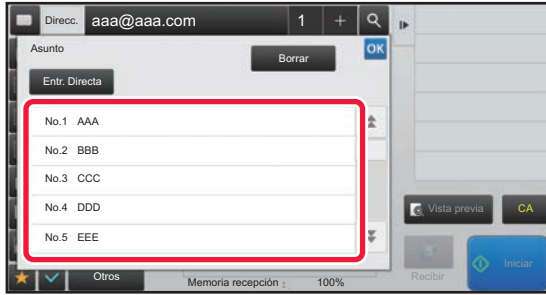 Direcc. aaa@aaa.com 1 +
Asunto
Borrar
OK
Entr. Directa
No.1 AAA
No.2 BBB
No.3 CCC
No.4 DDD
No.5 EEE
Vista previa
CA
Otros
Memoria recepción : 100%
Recibir
Iniciar